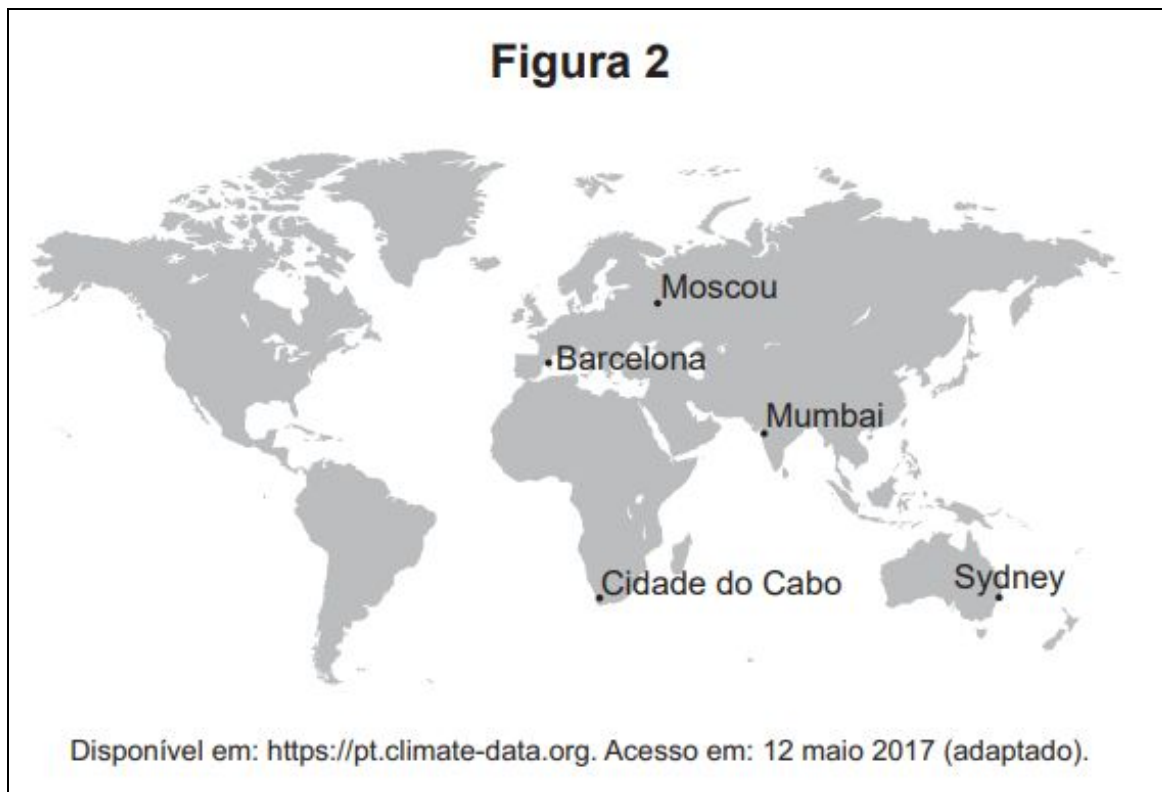 Figura 2
Moscou
Barcelona
Mumbai
Cidade do Cabo
Sydney
Disponível em: https://pt.climate-data.org. Acesso em: 12 maio 2017 (adaptado).